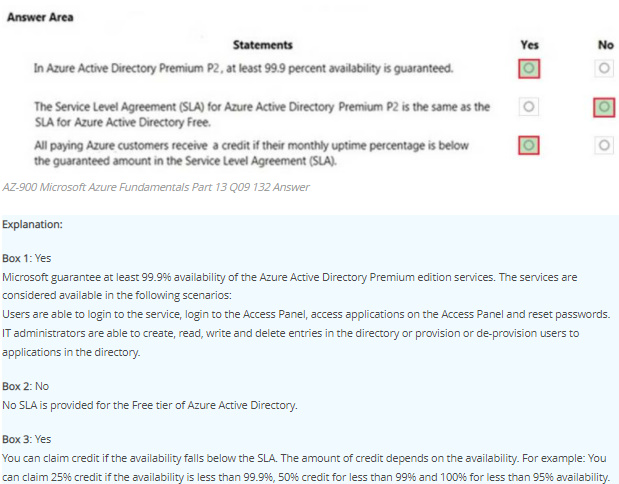 Answer Area
Statements Yes No
In Azure Active Directory Premium P2, at least 99.9 percent availability is guaranteed.
The Service Level Agreement (SLA) for Azure Active Directory Premium P2 is the same as the
SLA for Azure Active Directory Free.
All paying Azure customers receive a credit if their monthly uptime percentage is below
the guaranteed amount in the Service Level Agreement (SLA).
AZ-900 Microsoft Azure Fundamentals Part 13 Q09 132 Answer
Explanation:
Box 1: Yes
Microsoft guarantee at least 99.9% availability of the Azure Active Directory Premium edition services. The services are
considered available in the following scenarios:
Users are able to login to the service, login to the Access Panel, access applications on the Access Panel and reset passwords.
IT administrators are able to create, read, write and delete entries in the directory or provision or de-provision users to
applications in the directory.
Box 2: No
No SLA is provided for the Free tier of Azure Active Directory.
Box 3: Yes
You can claim credit if the availability falls below the SLA. The amount of credit depends on the availability. For example: You
can claim 25% credit if the availability is less than 99.9%, 50% credit for less than 99% and 100% for less than 95% availability.